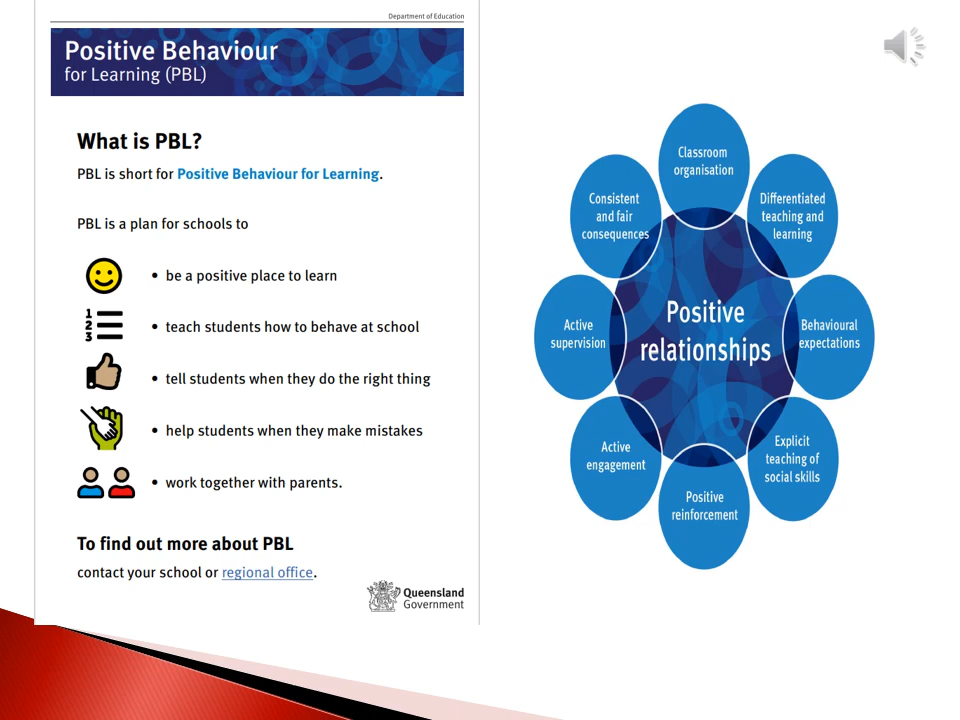 Department of Education
Positive Behaviour
for Learning (PBL)
What is PBL?
PBL is short for Positive Behaviour for Learning.
PBL is a plan for schools to
• be a positive place to learn
1
2
3
• teach students how to behave at school
• tell students when they do the right thing
• help students when they make mistakes
• work together with parents.
To find out more about PBL
contact your school or regional office.
Queensland
Government
Classroom
organisation
Differentiated
teaching and
learning
Behavioural
expectations
Explicit
teaching of
social skills
Positive
reinforcement
Active
engagement
Active
supervision
Consistent
and fair
consequences
Positive
relationships